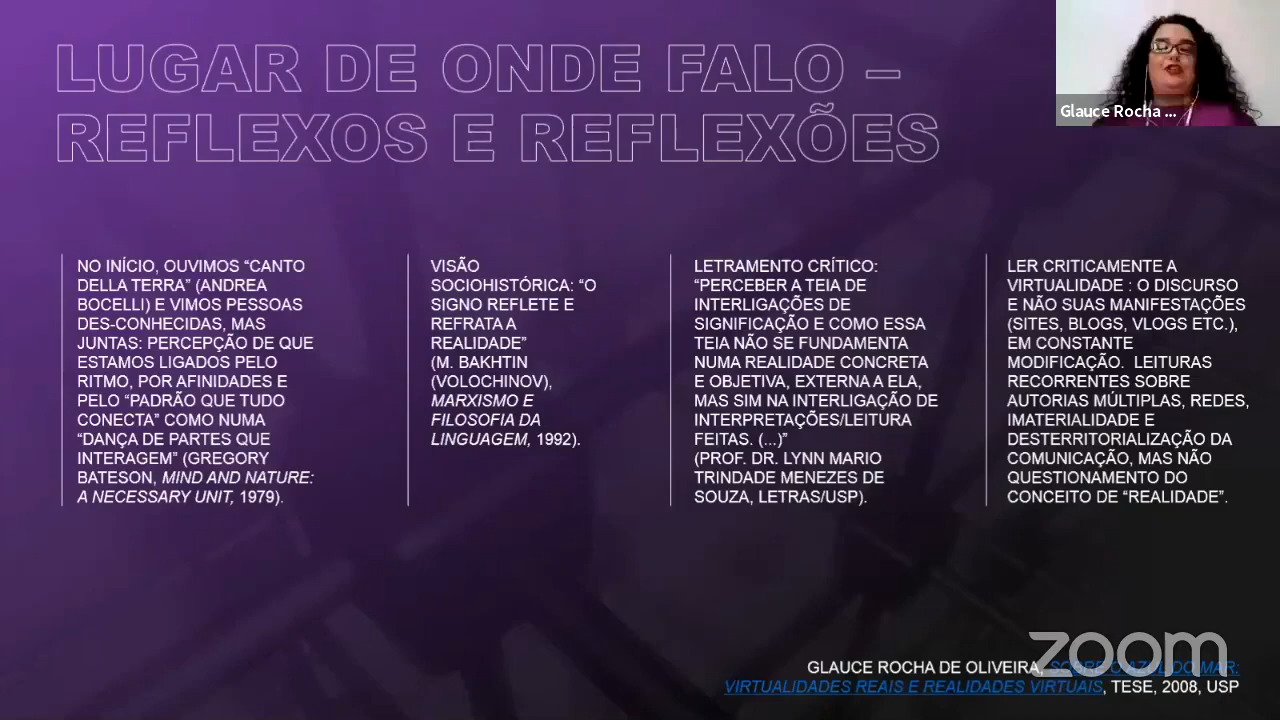 LUGAR DE ONDE FALO –
REFLEXOS E REFLEXÕES
Glauce Rocha ...
NO INÍCIO, OUVIMOS “CANTO
DELLA TERRA” (ANDREA
BOCELLI) E VIMOS PESSOAS
DES-CONHECIDAS, MAS
JUNTAS: PERCEPÇÃO DE QUE
ESTAMOS LIGADOS PELO
RITMO, POR AFINIDADES E
PELO “PADRÃO QUE TUDO
CONECTA” COMO NUMA
“DANÇA DE PARTES QUE
INTERAGEM” (GREGORY
BATESON, MIND AND NATURE:
A NECESSARY UNIT, 1979).
VISÃO
SOCIOHISTÓRICA: “O
SIGNO REFLETE E
REFRATA A
REALIDADE”
(M. BAKHTIN
(VOLOCHINOV),
MARXISMO E
FILOSOFIA DA
LINGUAGEM, 1992).
LETRAMENTO CRÍTICO:
“PERCEBER A TEIA DE
INTERLIGAÇÕES DE
SIGNIFICAÇÃO E COMO ESSA
TEIA NÃO SE FUNDAMENTA
NUMA REALIDADE CONCRETA
E OBJETIVA, EXTERNA A ELA,
MAS SIM NA INTERLIGAÇÃO DE
INTERPRETAÇÕES/LEITURA
FEITAS. (...)”
(PROF. DR. LYNN MARIO
TRINDADE MENEZES DE
SOUZA, LETRAS/USP).
LER CRITICAMENTE A
VIRTUALIDADE : O DISCURSO
E NÃO SUAS MANIFESTAÇÕES
(SITES, BLOGS, VLOGS ETC.),
EM CONSTANTE
MODIFICAÇÃO. LEITURAS
RECORRENTES SOBRE
AUTORIAS MÚLTIPLAS, REDES,
IMATERIALIDADE E
DESTERRITORIALIZAÇÃO DA
COMUNICAÇÃO, MAS NÃO
QUESTIONAMENTO DO
CONCEITO DE “REALIDADE”.
zoom
GLAUCE ROCHA DE OLIVEIRA, SOBRE O AZUL DO MAR:
VIRTUALIDADES REAIS E REALIDADES VIRTUAIS, TESE, 2008, USP